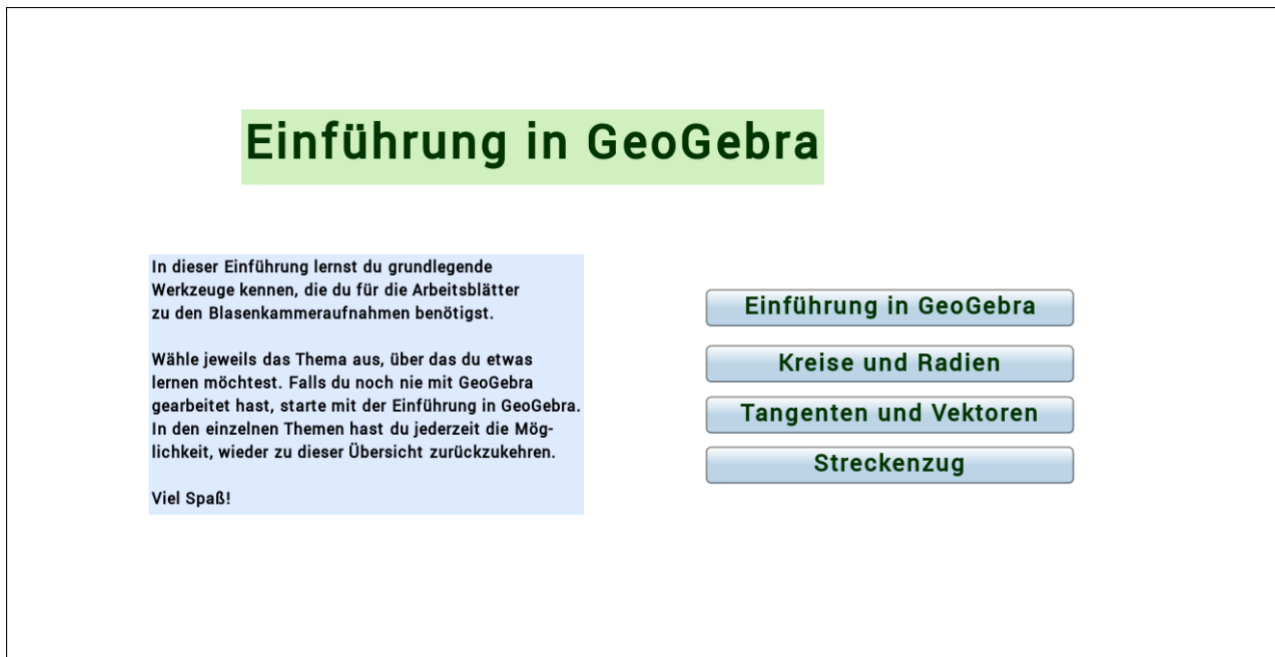 Einführung in GeoGebra
In dieser Einführung lernst du grundlegende
Werkzeuge kennen, die du für die Arbeitsblätter
zu den Blasenkammeraufnahmen benötigst.
Wähle jeweils das Thema aus, über das du etwas
lernen möchtest. Falls du noch nie mit GeoGebra
gearbeitet hast, starte mit der Einführung in GeoGebra.
In den einzelnen Themen hast du jederzeit die Mög-
lichkeit, wieder zu dieser Übersicht zurückzukehren.
Viel Spaß!
Einführung in GeoGebra
Kreise und Radien
Tangenten und Vektoren
Streckenzug